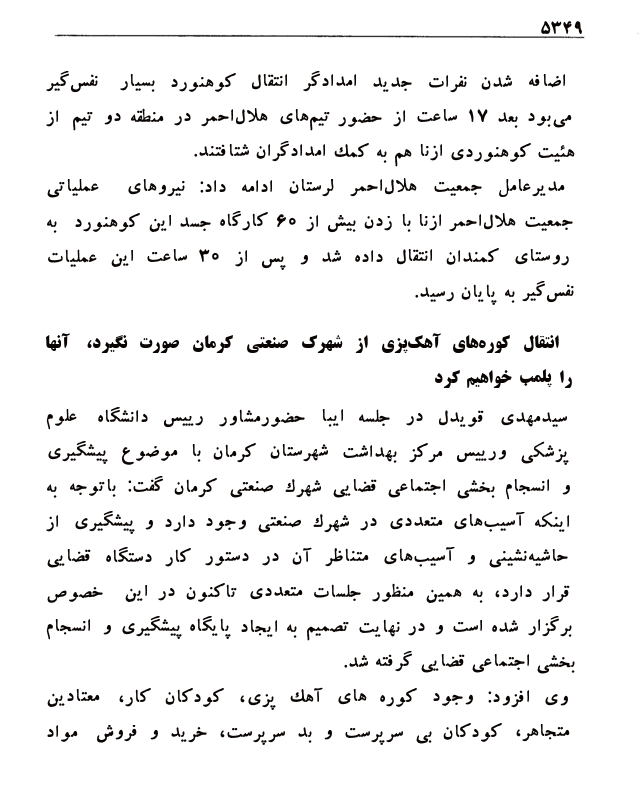 ۵۳۴۹
اضافه شدن نفرات جدید امدادگر انتقال کوهنورد بسیار نفس‌گیر
می‌بود بعد ۱۷ ساعت از حضور تیم‌های هلال‌احمر در منطقه دو تیم از
هئیت کوهنوردی ازنا هم به کمك امدادگران شتافتند.
مدیرعامل جمعیت هلال‌احمر لرستان ادامه داد: نیروهای عملیاتی
جمعیت هلال‌احمر ازنا با زدن بیش از ۶۰ کارگاه جسد این کوهنورد به
روستای کمندان انتقال داده شد و پس از ۳۰ ساعت این عملیات
نفس‌گیر به پایان رسید.
انتقال کوره‌های آهک‌پزی از شهرک صنعتی کرمان صورت نگیرد، آنها
را پلمب خواهیم کرد
سیدمهدی قویدل در جلسه ایبا حضورمشاور رییس دانشگاه علوم
پزشکی ورییس مرکز بهداشت شهرستان کرمان با موضوع پیشگیری
و انسجام بخشی اجتماعی قضایی شهرك صنعتی کرمان گفت: باتوجه به
اینکه آسیب‌های متعددی در شهرك صنعتی وجود دارد و پیشگیری از
حاشیه‌نشینی و آسیب‌های متناظر آن در دستور کار دستگاه قضایی
قرار دارد، به همین منظور جلسات متعددی تاکنون در این خصوص
برگزار شده است و در نهایت تصمیم به ایجاد پایگاه پیشگیری و انسجام
بخشی اجتماعی قضایی گرفته شد.
وی افزود: وجود کوره های آهك پزی، کودکان کار، معتادین
متجاهر، کودکان بی سرپرست و بد سرپرست، خرید و فروش مواد